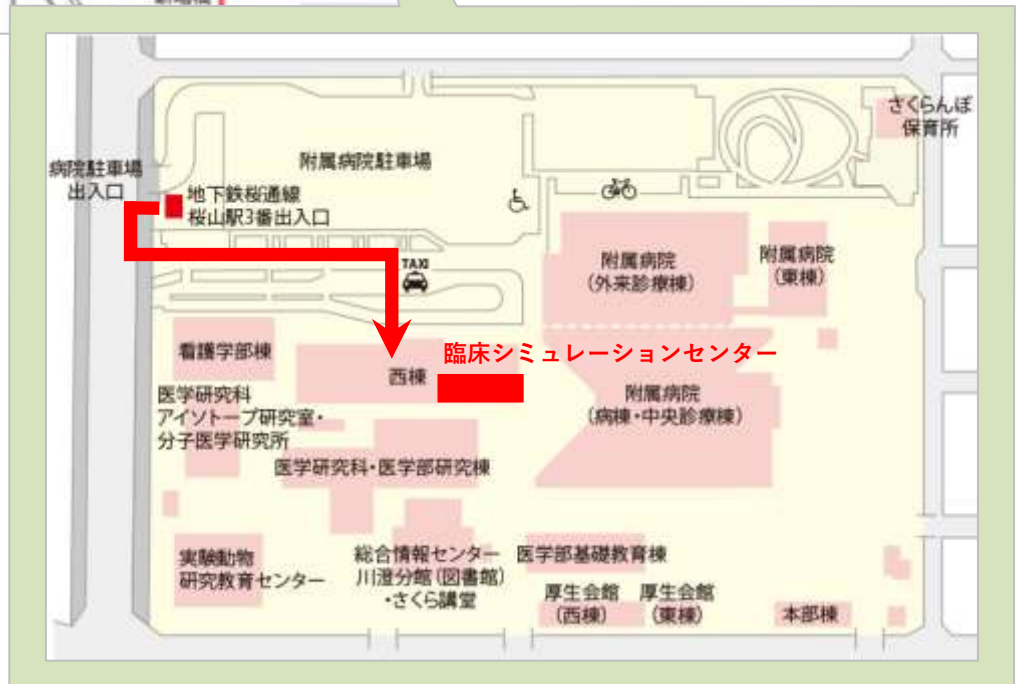 さくらんぼ
保育所
病院駐車場
出入口
附属病院駐車場
地下鉄桜通線
桜山駅3番出入口
TAXI
附属病院
(外来診療棟)
附属病院
(東棟)
看護学部棟
臨床シミュレーションセンター
西棟
附属病院
(病棟・中央診療棟)
医学研究科
アイソトープ研究室・
分子医学研究所
医学研究科・医学部研究棟
実験動物
研究教育センター
総合情報センター
川澄分館(図書館)
・さくら講堂
医学部基礎教育棟
厚生会館
(西棟)
厚生会館
(東棟)
本部棟